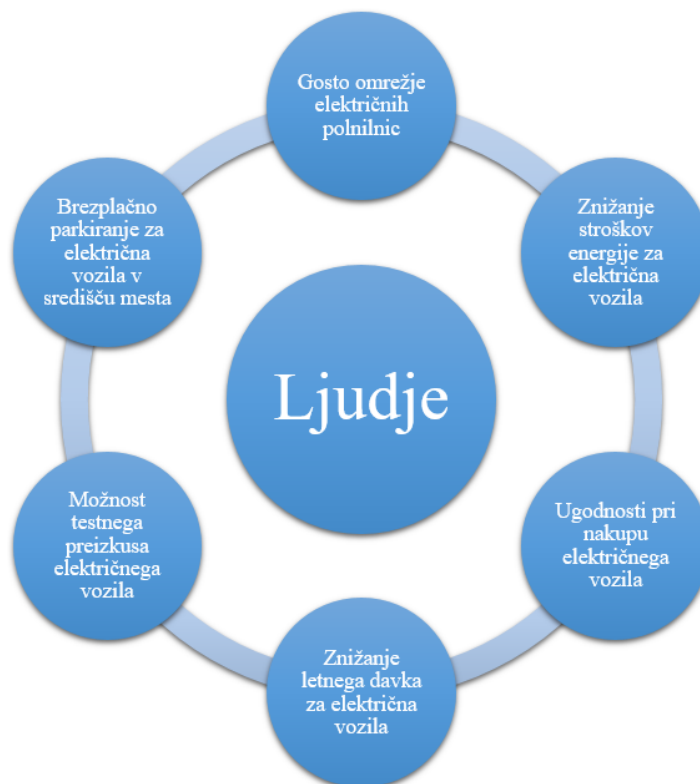 Gosto omrežje
električnih
polnilnic
Znižanje
stroškov
energije za
električna
vozila
Ugodnosti pri
nakupu
električnega
vozila
Znižanje
letnega davka
za električna
vozila
Možnost
testnega
preizkusa
električnega
vozila
Brezplačno
parkiranje za
električna
vozila v
središču mesta
Ljudje